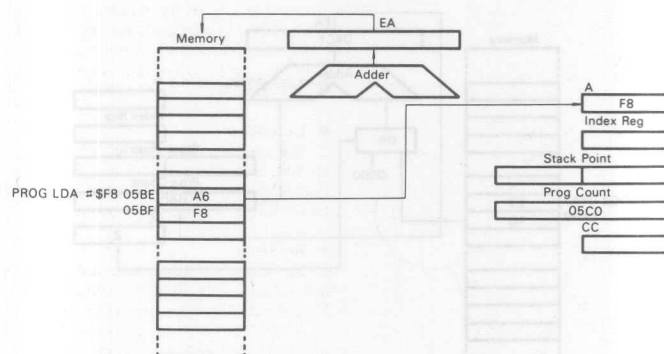 EA
Memory
Adder
A
F8
Index Reg
Stack Point
PROG LDA #$F8 05BE A6
Prog Count
05BF F8
05C0
CC